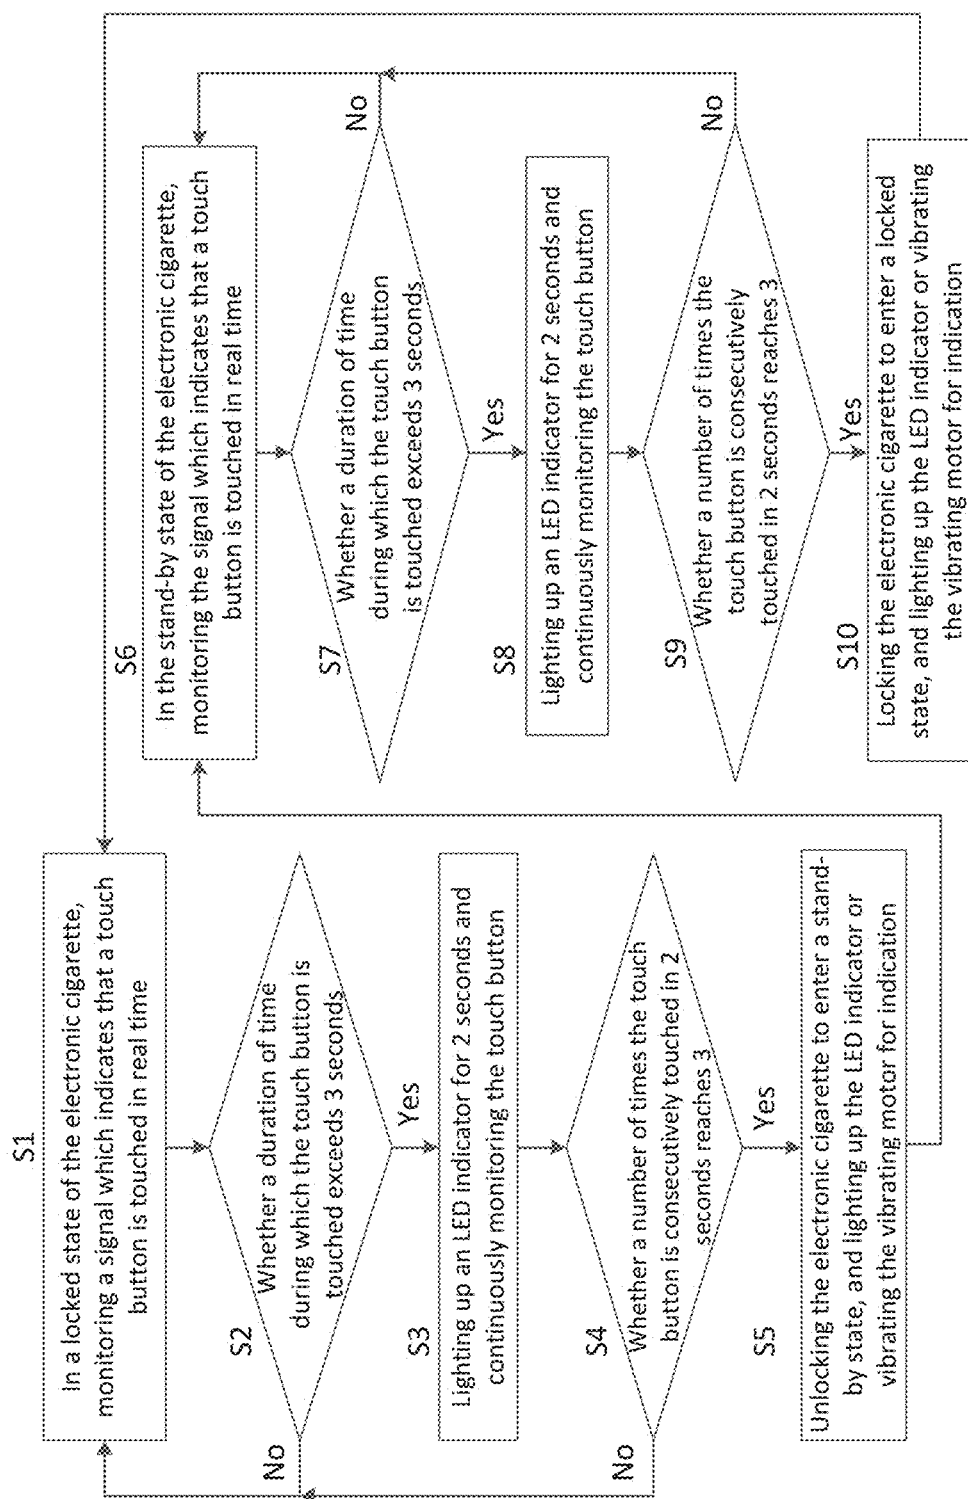 S1
In a locked state of the electronic cigarette,
monitoring a signal which indicates that a touch
button is touched in real time
S2
Whether a duration of time
during which the touch button is
touched exceeds 3 seconds
No
Yes
S3
Lighting up an LED indicator for 2 seconds and
continuously monitoring the touch button
S4
Whether a number of times the touch
button is consecutively touched in 2
seconds reaches 3
No
Yes
S5
Unlocking the electronic cigarette to enter a stand-
by state, and lighting up the LED indicator or
vibrating the vibrating motor for indication
S6
In the stand-by state of the electronic cigarette,
monitoring the signal which indicates that a touch
button is touched in real time
S7
Whether a duration of time
during which the touch button
is touched exceeds 3 seconds
No
Yes
S8
Lighting up an LED indicator for 2 seconds and
continuously monitoring the touch button
S9
Whether a number of times the
touch button is consecutively
touched in 2 seconds reaches 3
No
Yes
S10
Locking the electronic cigarette to enter a locked
state, and lighting up the LED indicator or vibrating
the vibrating motor for indication